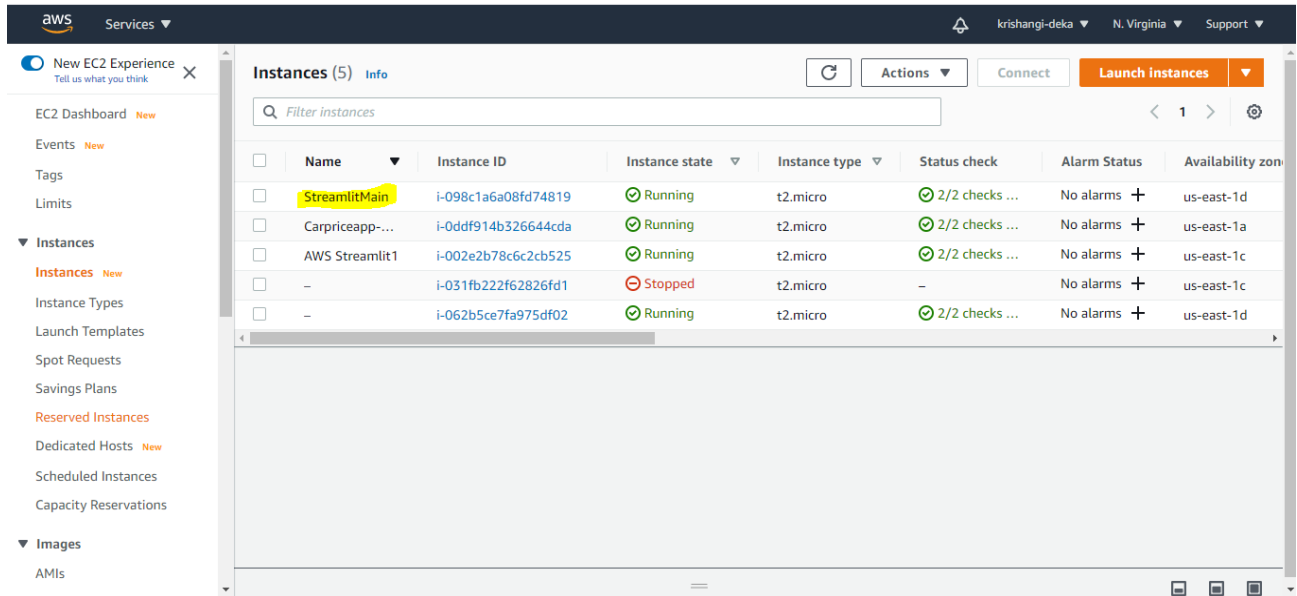 aws Services ▼ krishangi-deka ▼ N. Virginia ▼ Support ▼
New EC2 Experience
Tell us what you think
EC2 Dashboard New
Events New
Tags
Limits
▼ Instances
Instances New
Instance Types
Launch Templates
Spot Requests
Savings Plans
Reserved Instances
Dedicated Hosts New
Scheduled Instances
Capacity Reservations
▼ Images
AMIs
Instances (5) Info Actions ▼ Connect Launch instances ▼
Filter instances 1
Name ▼ Instance ID Instance state Instance type Status check Alarm Status Availability zon
StreamlitMain i-098c1a6a08fd74819 Running t2.micro 2/2 checks ... No alarms + us-east-1d
Carpriceapp-... i-0ddf914b326644cda Running t2.micro 2/2 checks ... No alarms + us-east-1a
AWS Streamlit1 i-002e2b78c6c2cb525 Running t2.micro 2/2 checks ... No alarms + us-east-1c
– i-031fb222f62826fd1 Stopped t2.micro – No alarms + us-east-1c
– i-062b5ce7fa975df02 Running t2.micro 2/2 checks ... No alarms + us-east-1d